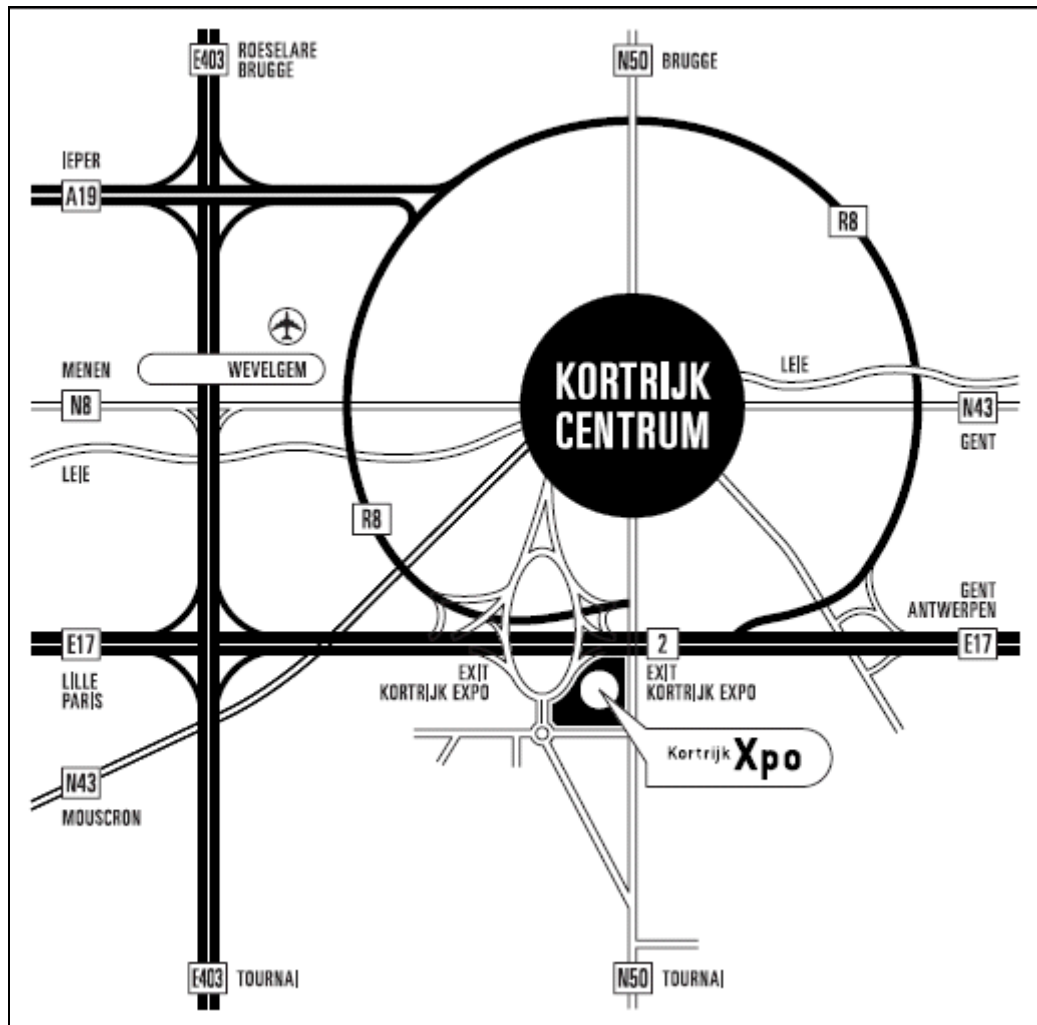 E403
ROESELARE
BRUGGE
N50
BRUGGE
IEPER
A19
R8
MENEN
WEVELGEM
N8
KORTRIJK
CENTRUM
LEIE
N43
GENT
LEIE
R8
GENT
ANTWERPEN
E17
LILLE
PARIS
EXIT
KORTRIJK EXPO
2
EXIT
KORTRIJK EXPO
E17
Kortrijk Xpo
N43
MOUSCRON
E403
TOURNAI
N50
TOURNAI